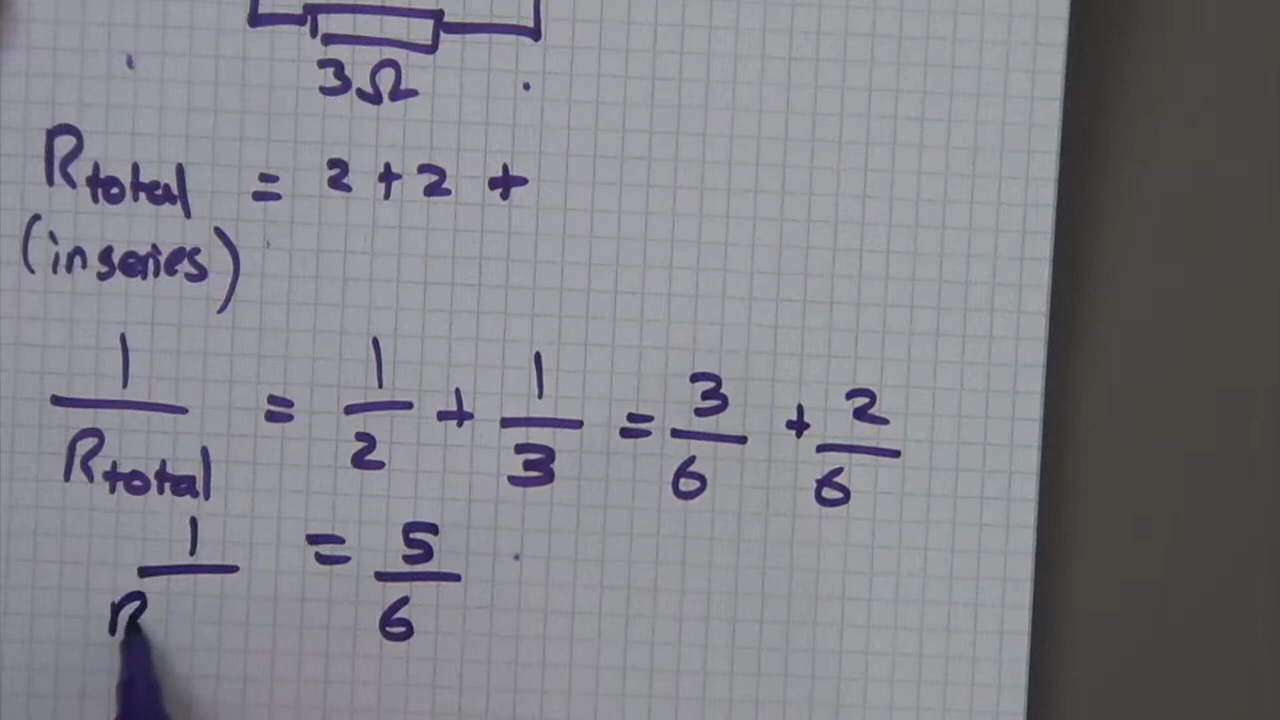 3Ω
Rtotal = 2 + 2 +
(in series)
1/Rtotal = 1/2 + 1/3 = 3/6 + 2/6
1/R = 5/6